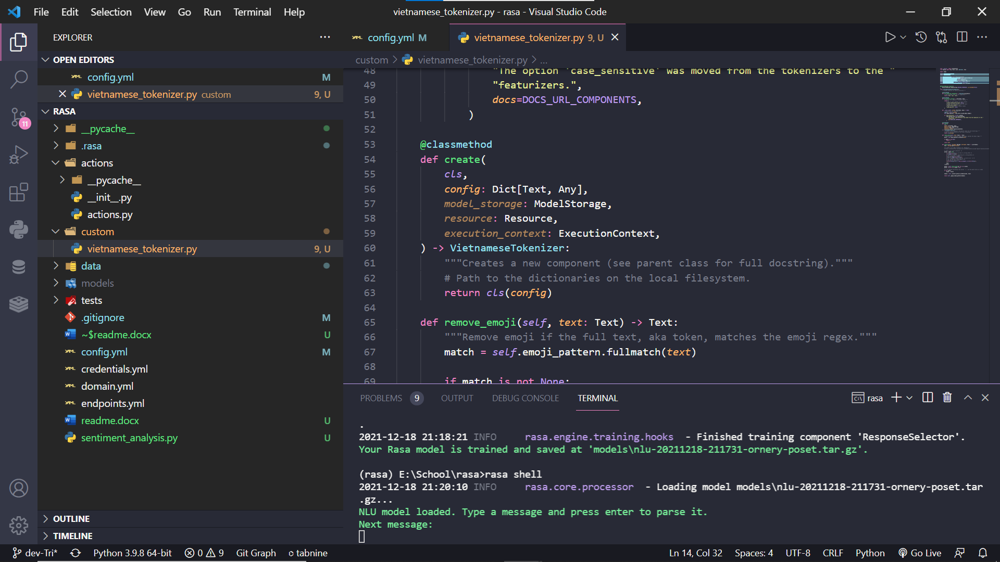 File Edit Selection View Go Run Terminal Help
vietnamese_tokenizer.py - rasa - Visual Studio Code
EXPLORER
OPEN EDITORS
config.yml M
vietnamese_tokenizer.py custom 9, U
RASA
__pycache__
.rasa
actions
__pycache__
__init__.py
actions.py
custom
vietnamese_tokenizer.py 9, U
data
models
tests
.gitignore M
~$readme.docx U
config.yml M
credentials.yml
domain.yml
endpoints.yml
readme.docx U
sentiment_analysis.py U
OUTLINE
TIMELINE
11
config.yml M
vietnamese_tokenizer.py 9, U
custom > vietnamese_tokenizer.py > ...
48 "The option 'case_sensitive' was moved from the tokenizers to the "
49 "featurizers.",
50 docs=DOCS_URL_COMPONENTS,
51 )
52
53 @classmethod
54 def create(
55 cls,
56 config: Dict[Text, Any],
57 model_storage: ModelStorage,
58 resource: Resource,
59 execution_context: ExecutionContext,
60 ) -> VietnameseTokenizer:
61 """Creates a new component (see parent class for full docstring)."""
62 # Path to the dictionaries on the local filesystem.
63 return cls(config)
64
65 def remove_emoji(self, text: Text) -> Text:
66 """Remove emoji if the full text, aka token, matches the emoji regex."""
67 match = self.emoji_pattern.fullmatch(text)
68
69 if match is not None:
PROBLEMS 9 OUTPUT DEBUG CONSOLE TERMINAL
rasa
.
2021-12-18 21:18:21 INFO rasa.engine.training.hooks - Finished training component 'ResponseSelector'.
Your Rasa model is trained and saved at 'models\nlu-20211218-211731-ornery-poset.tar.gz'.
(rasa) E:\School\rasa>rasa shell
2021-12-18 21:20:10 INFO rasa.core.processor - Loading model models\nlu-20211218-211731-ornery-poset.tar
.gz...
NLU model loaded. Type a message and press enter to parse it.
Next message:
dev-Tri* Python 3.9.8 64-bit 0 9 Git Graph tabnine
Ln 14, Col 32 Spaces: 4 UTF-8 CRLF Python Go Live